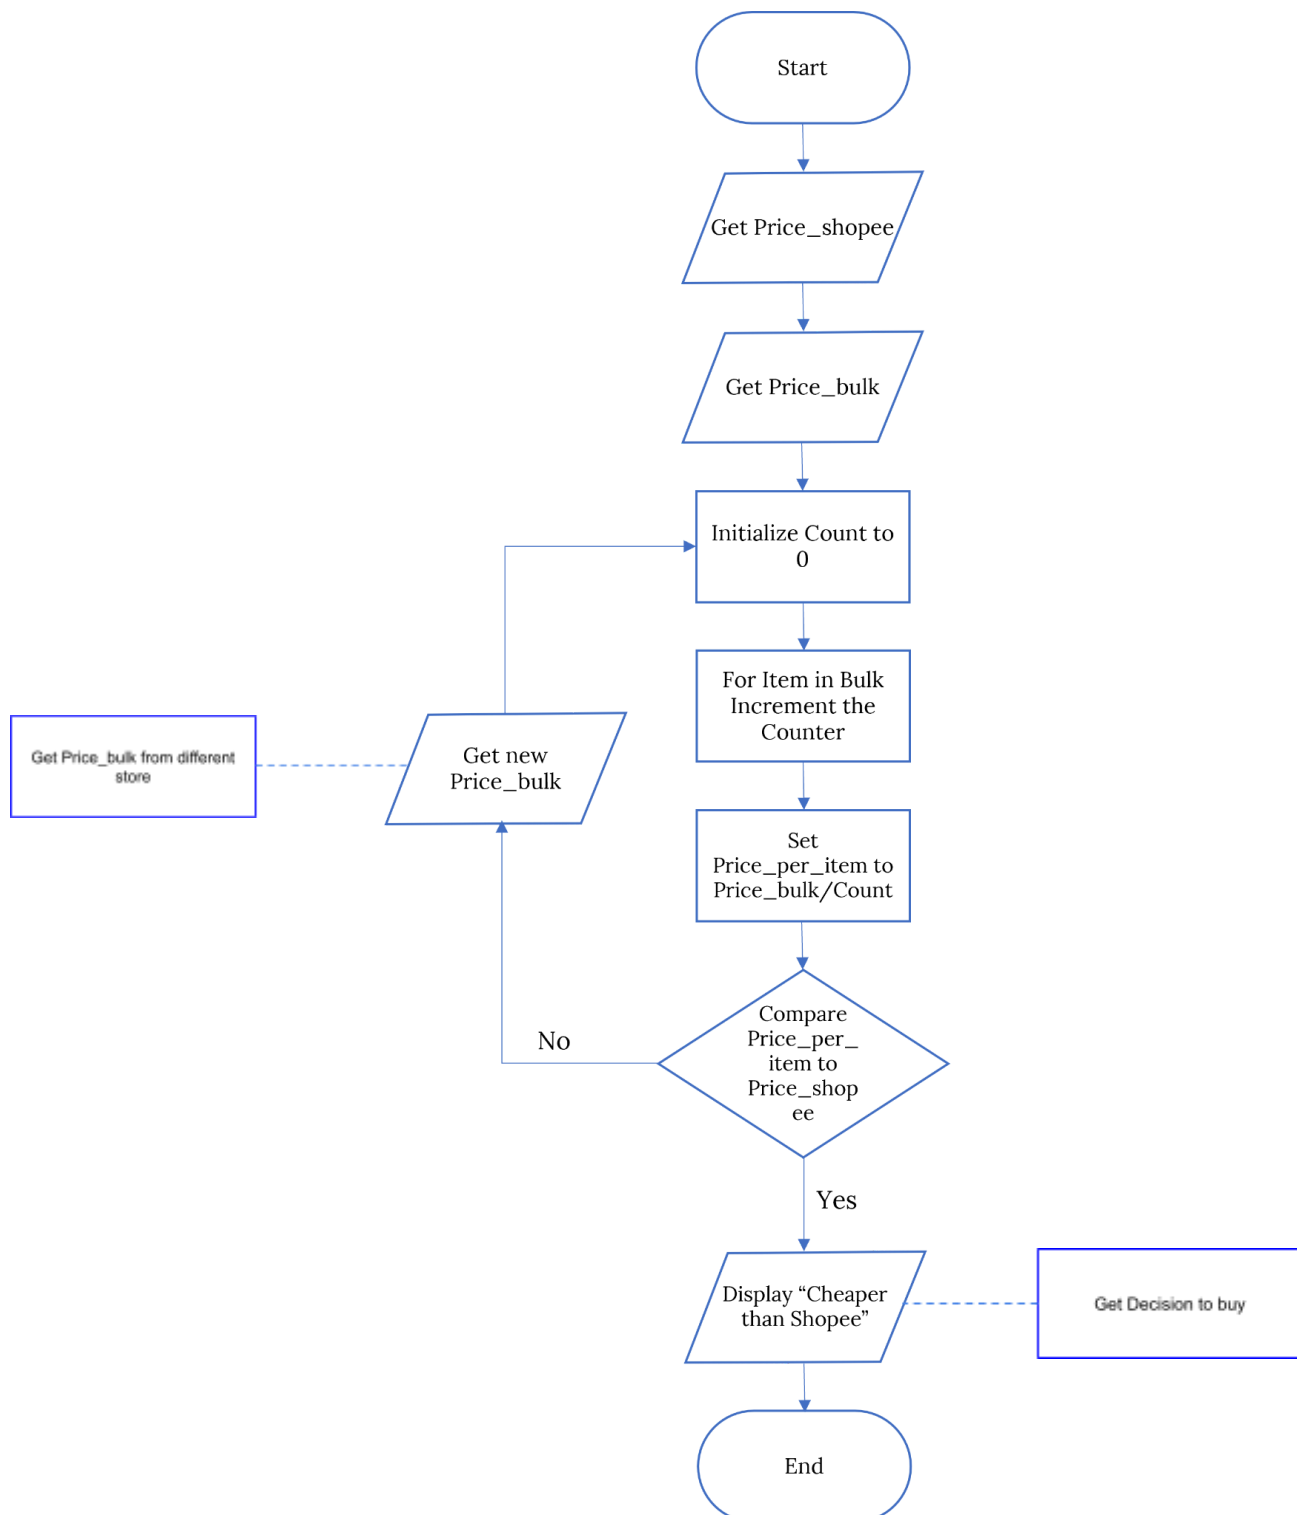 Start
Get Price_shopee
Get Price_bulk
Initialize Count to
0
For Item in Bulk
Increment the
Counter
Get Price_bulk from different
store
Get new
Price_bulk
Set
Price_per_item to
Price_bulk/Count
Compare
Price_per_
item to
Price_shop
ee
No
Yes
Display “Cheaper
than Shopee”
Get Decision to buy
End